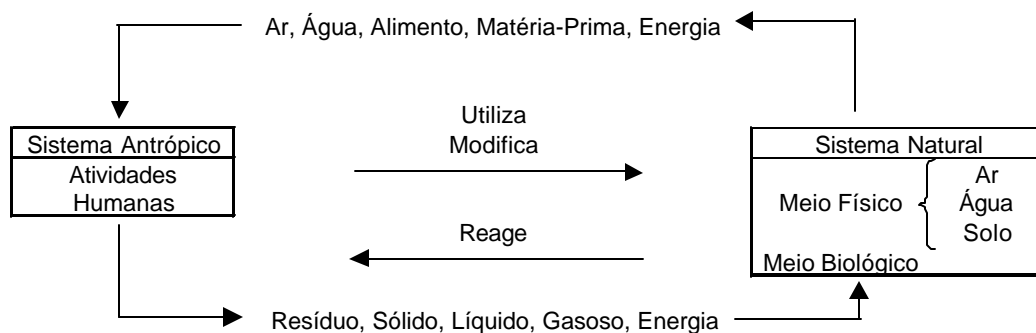 Ar, Água, Alimento, Matéria-Prima, Energia
Utiliza
Modifica
Sistema Antrópico
Atividades
Humanas
Sistema Natural
Meio Físico
Ar
Água
Solo
Meio Biológico
Reage
Resíduo, Sólido, Líquido, Gasoso, Energia